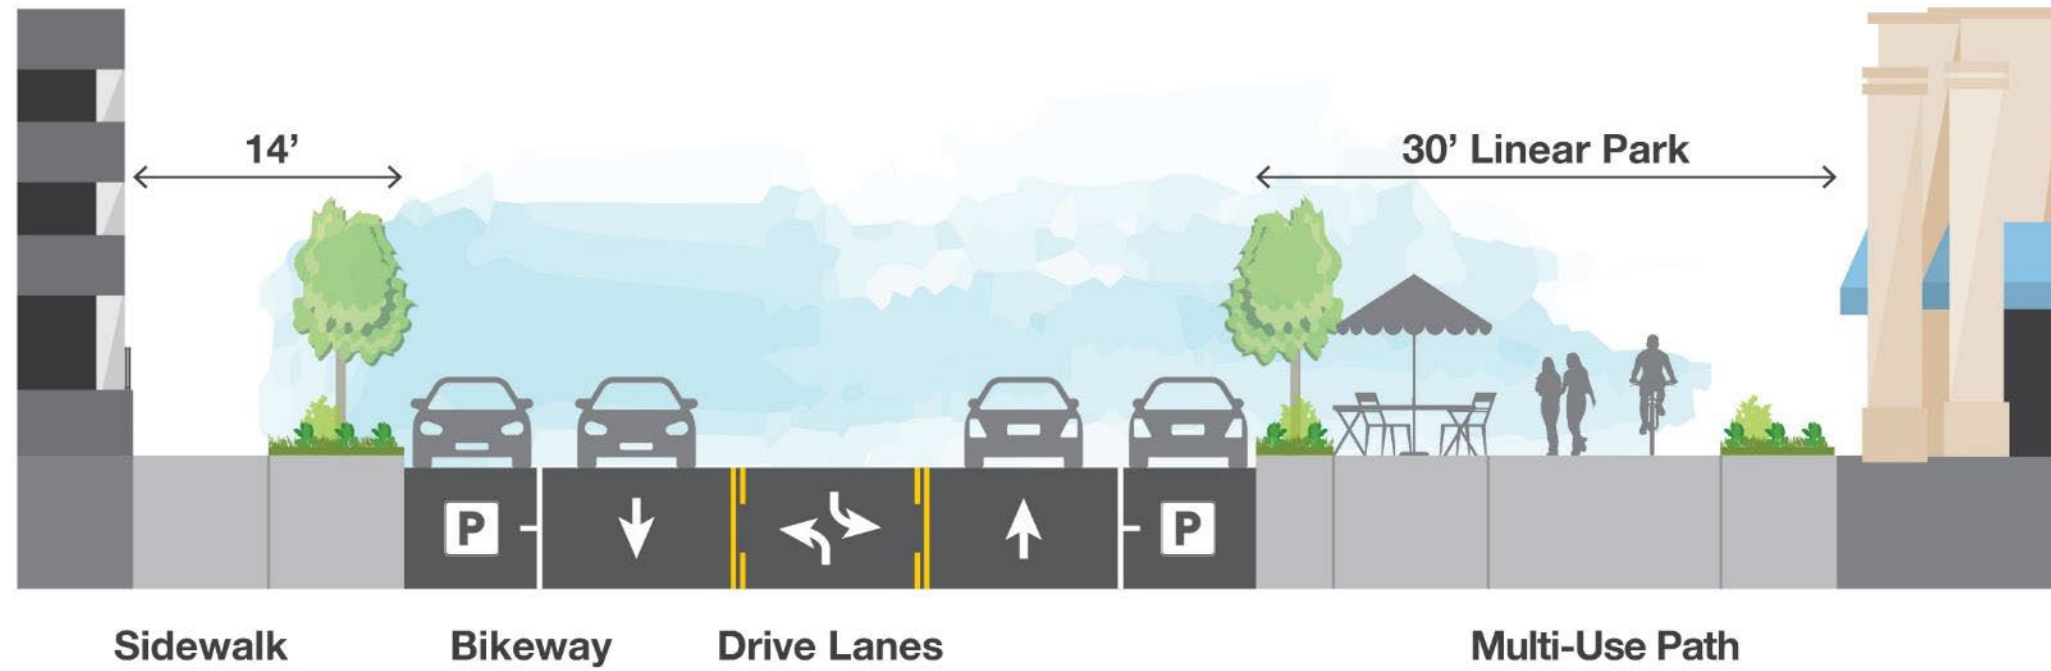 14’
30’ Linear Park
P
P
Sidewalk
Bikeway
Drive Lanes
Multi-Use Path